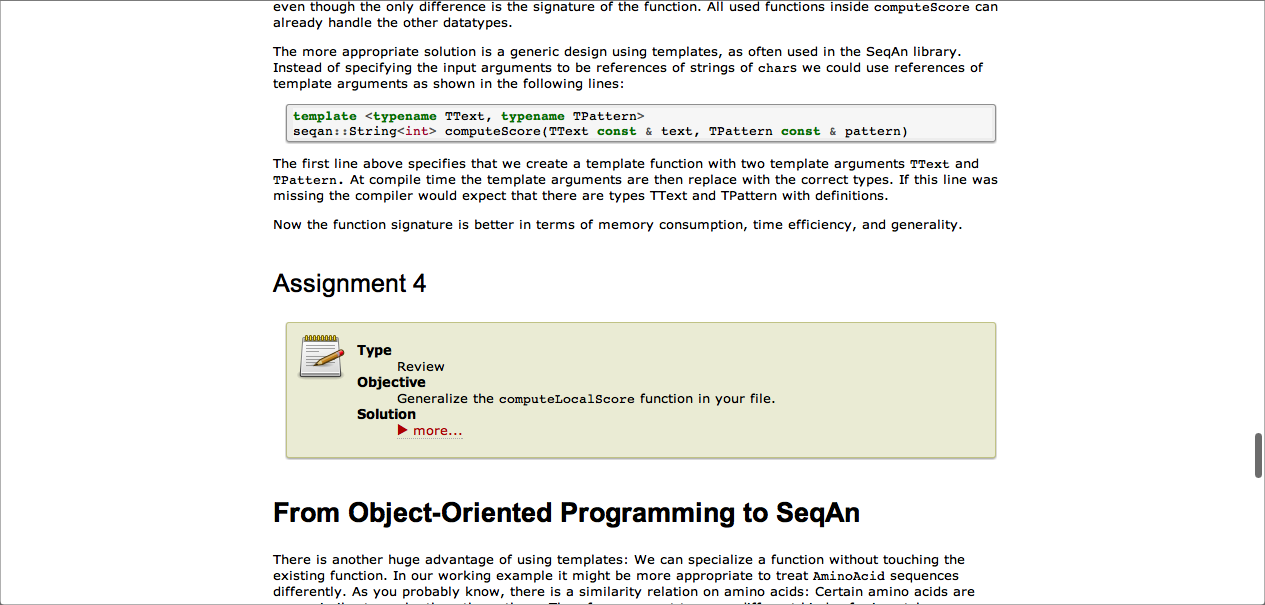 even though the only difference is the signature of the function. All used functions inside computeScore can
already handle the other datatypes.
The more appropriate solution is a generic design using templates, as often used in the SeqAn library.
Instead of specifying the input arguments to be references of strings of chars we could use references of
template arguments as shown in the following lines:
template <typename TText, typename TPattern>
seqan::String<int> computeScore(TText const & text, TPattern const & pattern)
The first line above specifies that we create a template function with two template arguments TText and
TPattern. At compile time the template arguments are then replace with the correct types. If this line was
missing the compiler would expect that there are types TText and TPattern with definitions.
Now the function signature is better in terms of memory consumption, time efficiency, and generality.
Assignment 4
Type
Review
Objective
Generalize the computeLocalScore function in your file.
Solution
▶ more...
From Object-Oriented Programming to SeqAn
There is another huge advantage of using templates: We can specialize a function without touching the
existing function. In our working example it might be more appropriate to treat AminoAcid sequences
differently. As you probably know, there is a similarity relation on amino acids: Certain amino acids are